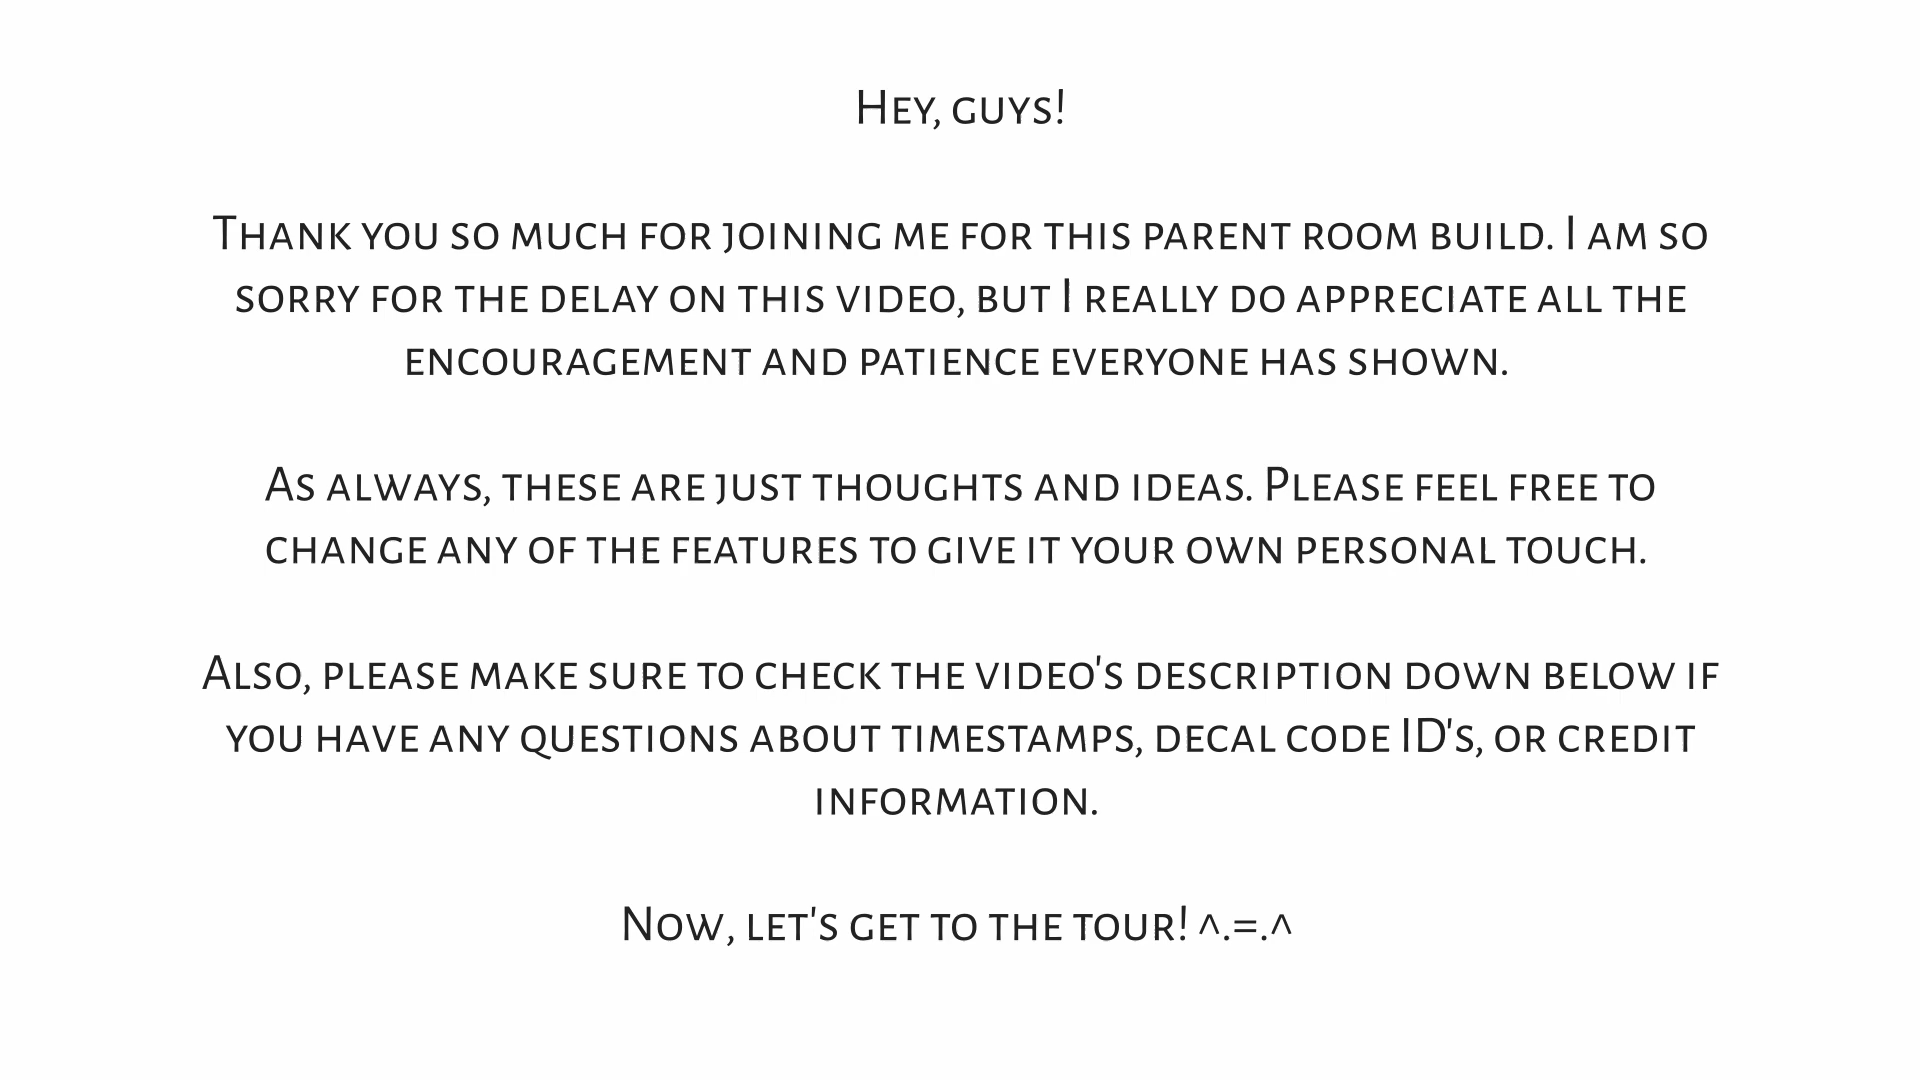 Hey, guys!
Thank you so much for joining me for this parent room build. I am so
sorry for the delay on this video, but I really do appreciate all the
encouragement and patience everyone has shown.
As always, these are just thoughts and ideas. Please feel free to
change any of the features to give it your own personal touch.
Also, please make sure to check the video's description down below if
you have any questions about timestamps, decal code ID's, or credit
information.
Now, let's get to the tour! ^.=.^